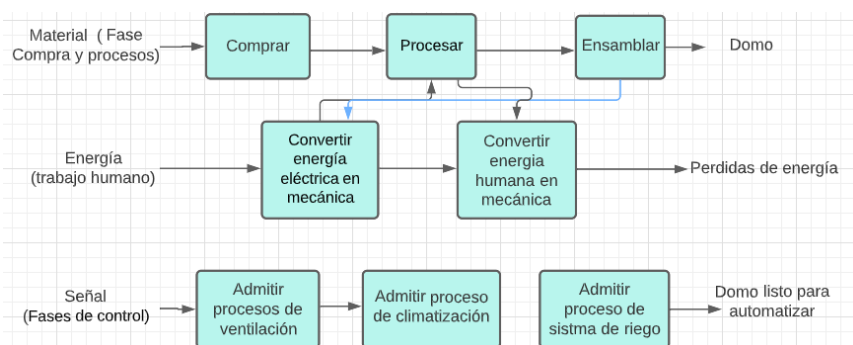 Material ( Fase
Compra y procesos)
Comprar
Procesar
Ensamblar
Domo
Energía
(trabajo humano)
Convertir
energía
eléctrica en
mecánica
Convertir
energia
humana en
mecánica
Perdidas de energía
Señal
(Fases de control)
Admitir
procesos de
ventilación
Admitir proceso
de climatización
Admitir
proceso de
sistma de riego
Domo listo para
automatizar